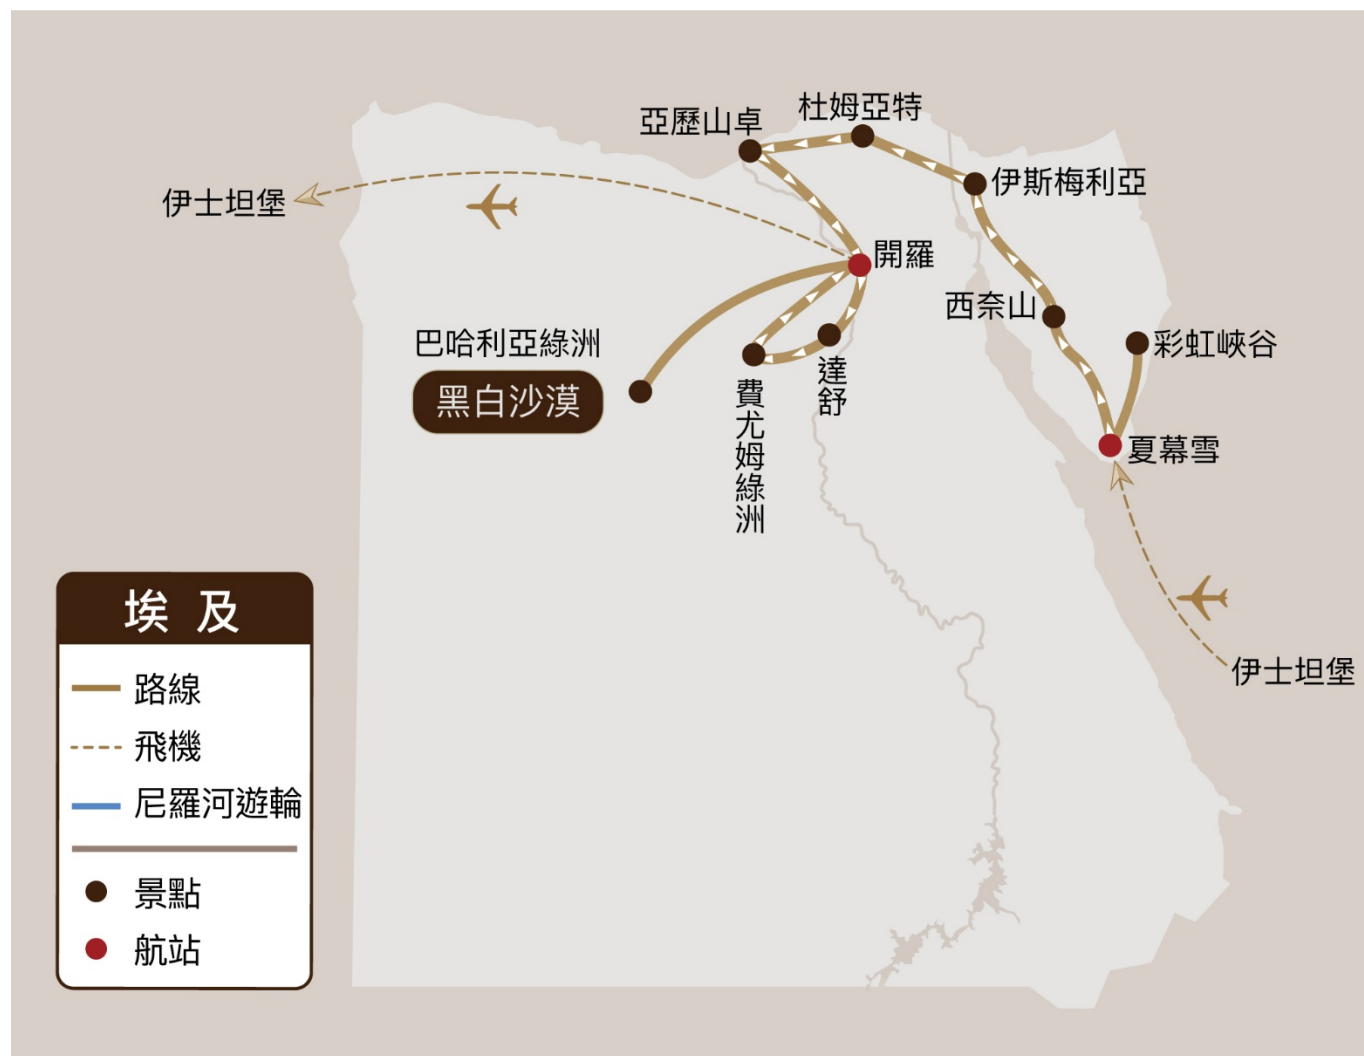 亞歷山卓
杜姆亞特
伊士坦堡
伊斯梅利亞
開羅
西奈山
彩虹峽谷
巴哈利亞綠洲
黑白沙漠
達舒
費尤姆綠洲
夏幕雪
伊士坦堡
埃及
路線
飛機
尼羅河遊輪
景點
航站